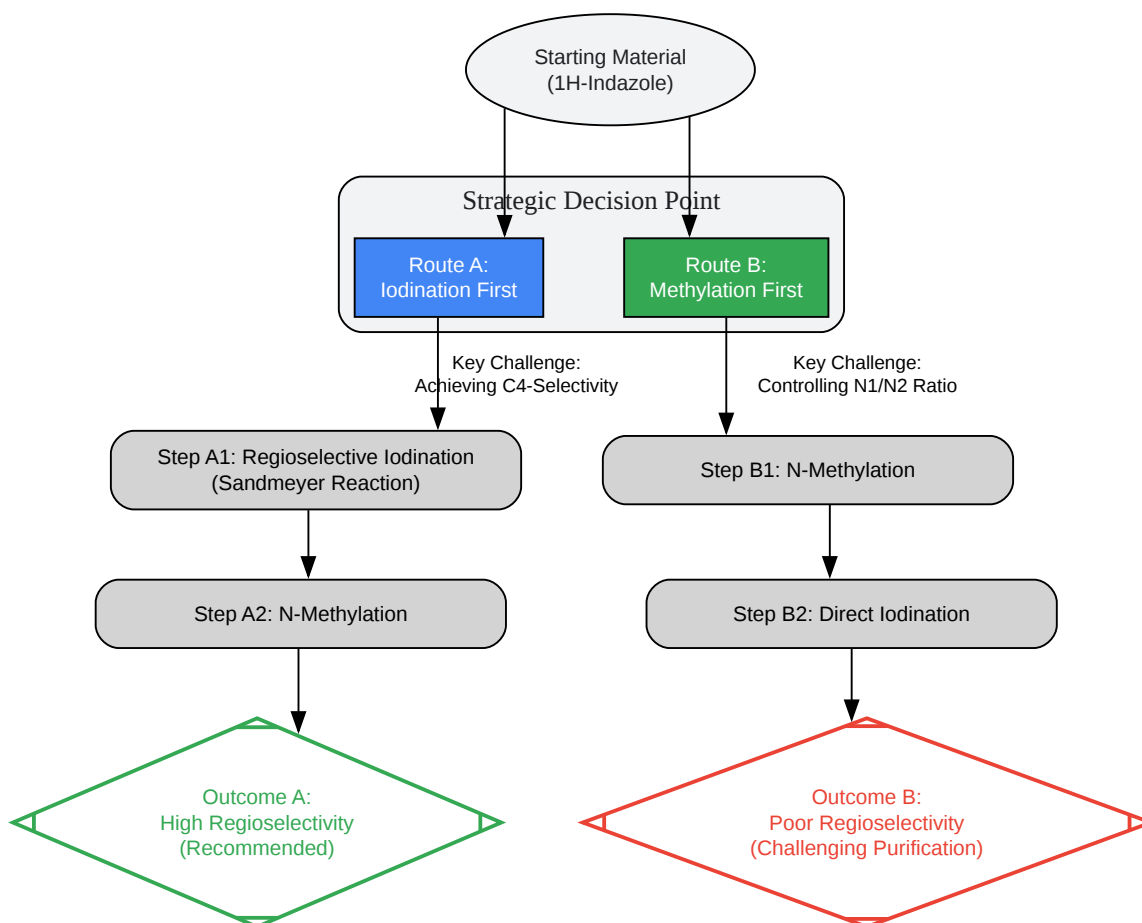 Starting Material
(1H-Indazole)
Strategic Decision Point
Route A:
Iodination First
Route B:
Methylation First
Key Challenge:
Achieving C4-Selectivity
Key Challenge:
Controlling N1/N2 Ratio
Step A1: Regioselective Iodination
(Sandmeyer Reaction)
Step B1: N-Methylation
Step A2: N-Methylation
Step B2: Direct Iodination
Outcome A:
High Regioselectivity
(Recommended)
Outcome B:
Poor Regioselectivity
(Challenging Purification)